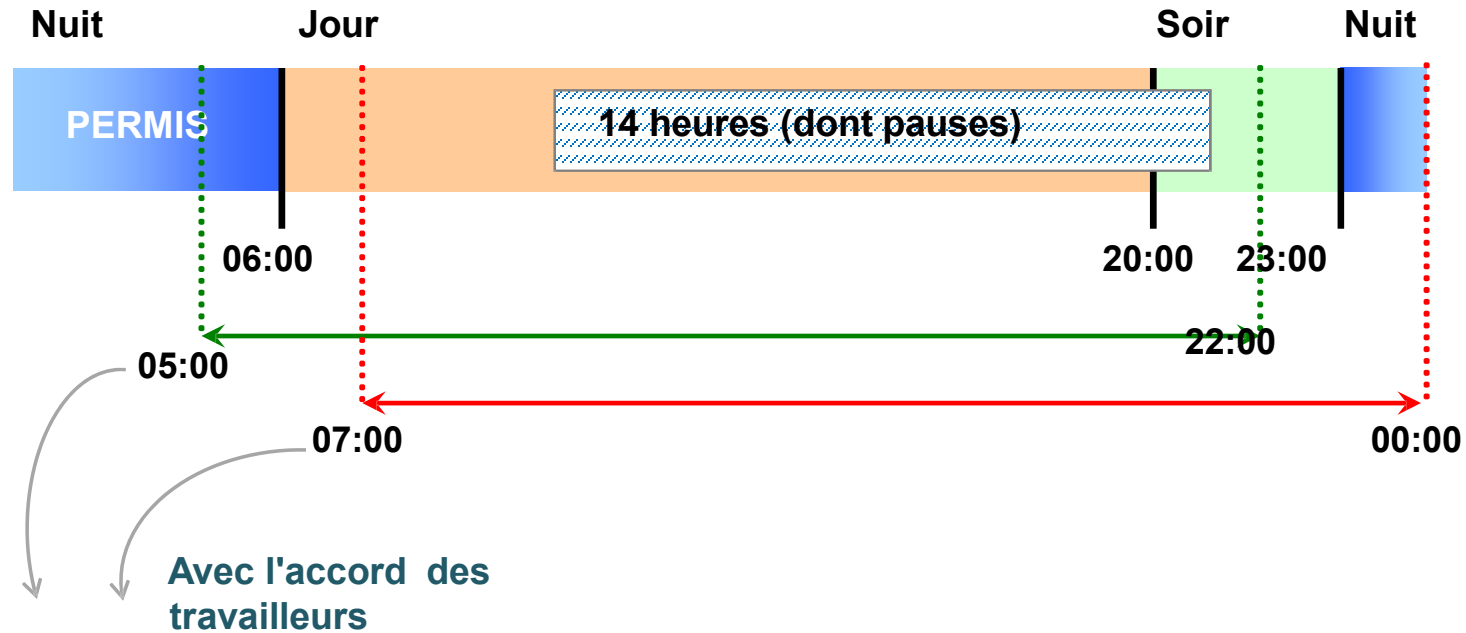 Nuit Jour Soir Nuit
PERMIS 14 heures (dont pauses)
06:00 20:00 23:00
22:00
05:00
07:00 00:00
Avec l'accord des
travailleurs